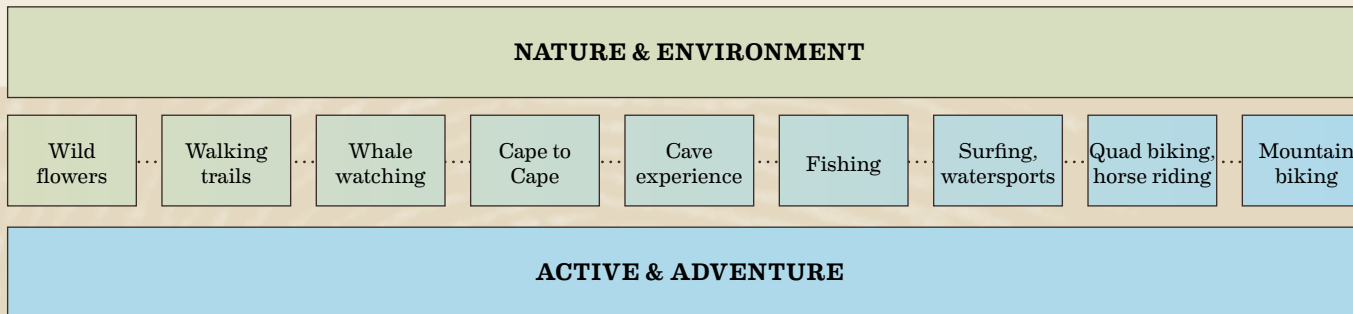 NATURE & ENVIRONMENT
Wild
flowers
Walking
trails
Whale
watching
Cape to
Cape
Cave
experience
Fishing
Surfing,
watersports
Quad biking,
horse riding
Mountain
biking
ACTIVE & ADVENTURE